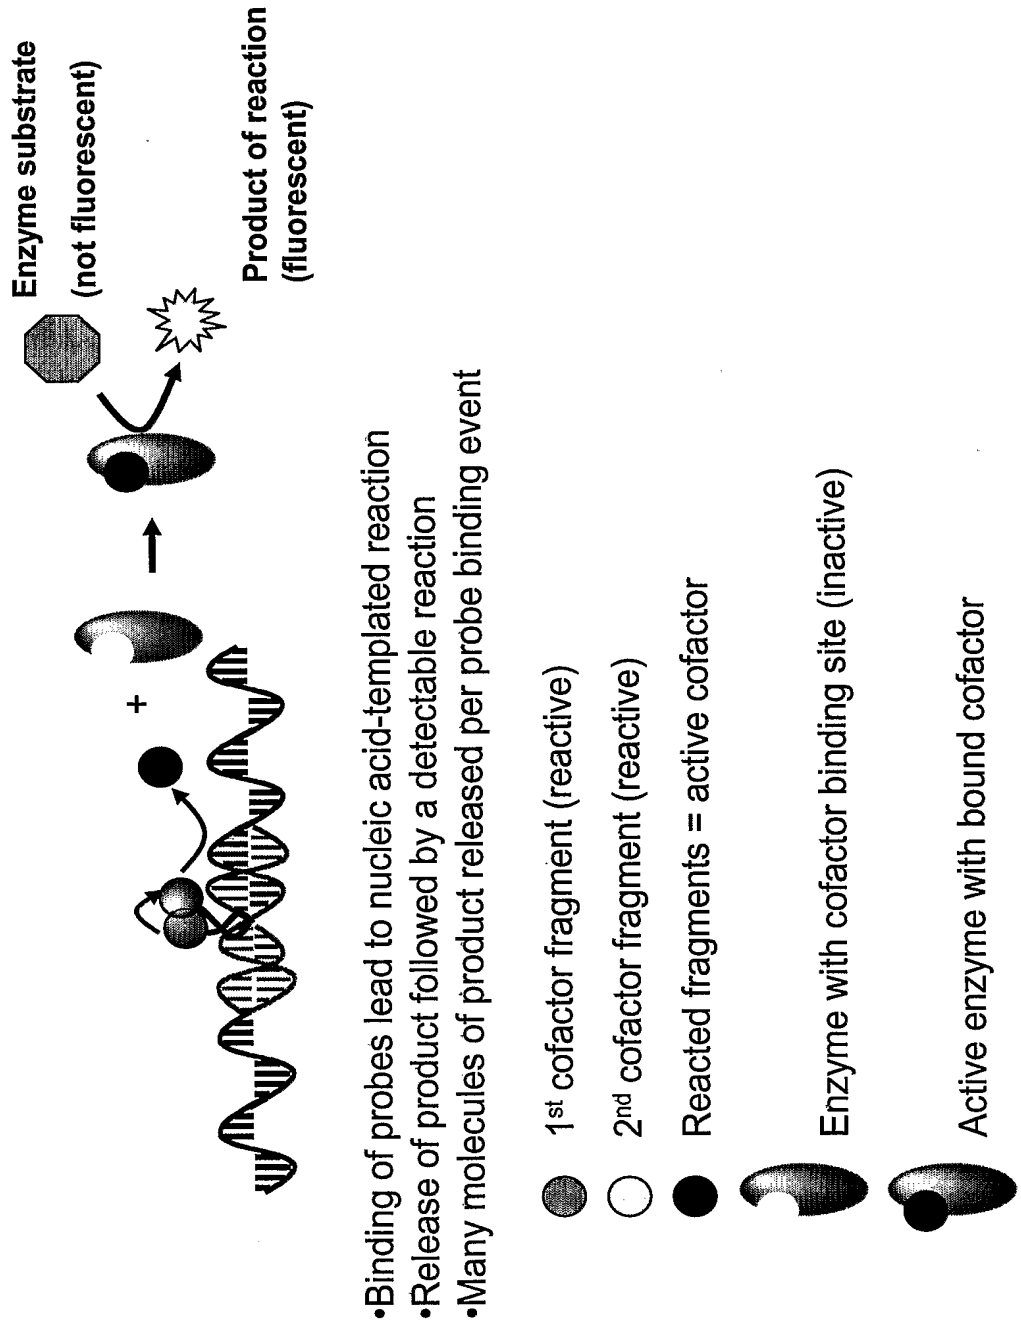 Enzyme substrate
(not fluorescent)
Product of reaction
(fluorescent)
+
•Binding of probes lead to nucleic acid-templated reaction
•Release of product followed by a detectable reaction
•Many molecules of product released per probe binding event
1st cofactor fragment (reactive)
2nd cofactor fragment (reactive)
Reacted fragments = active cofactor
Enzyme with cofactor binding site (inactive)
Active enzyme with bound cofactor